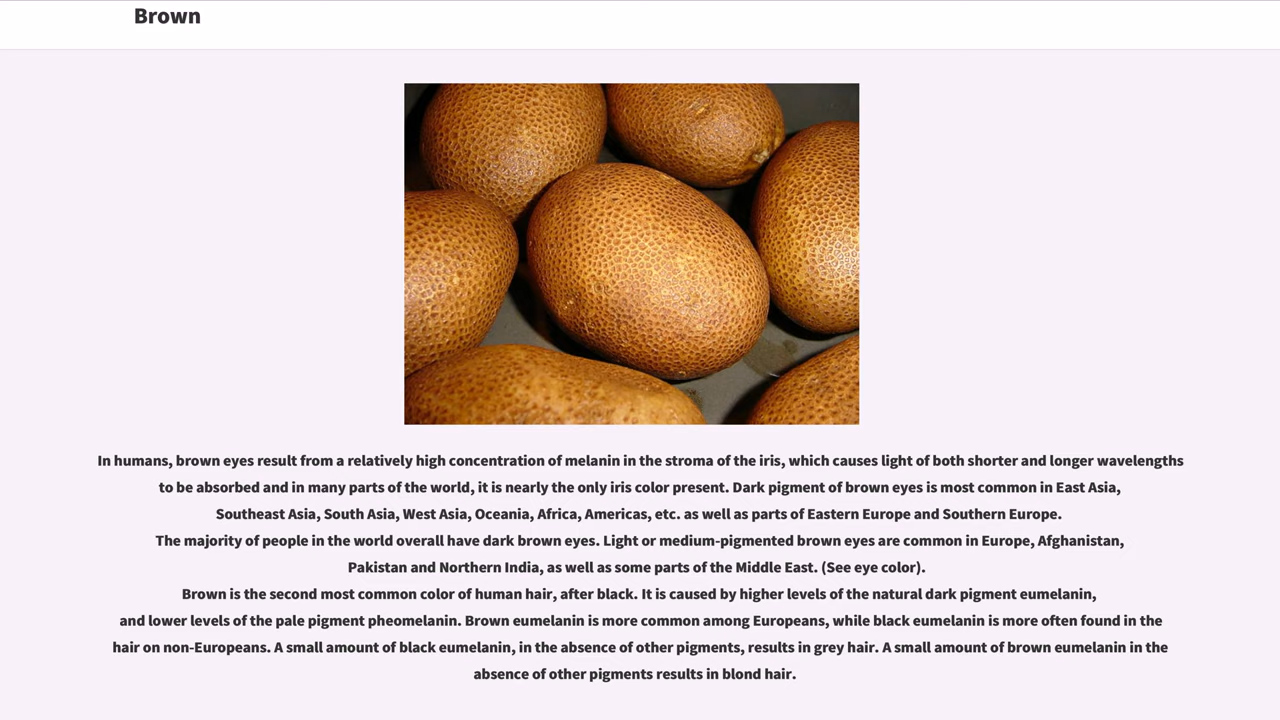 Brown
In humans, brown eyes result from a relatively high concentration of melanin in the stroma of the iris, which causes light of both shorter and longer wavelengths
to be absorbed and in many parts of the world, it is nearly the only iris color present. Dark pigment of brown eyes is most common in East Asia,
Southeast Asia, South Asia, West Asia, Oceania, Africa, Americas, etc. as well as parts of Eastern Europe and Southern Europe.
The majority of people in the world overall have dark brown eyes. Light or medium-pigmented brown eyes are common in Europe, Afghanistan,
Pakistan and Northern India, as well as some parts of the Middle East. (See eye color).
Brown is the second most common color of human hair, after black. It is caused by higher levels of the natural dark pigment eumelanin,
and lower levels of the pale pigment pheomelanin. Brown eumelanin is more common among Europeans, while black eumelanin is more often found in the
hair on non-Europeans. A small amount of black eumelanin, in the absence of other pigments, results in grey hair. A small amount of brown eumelanin in the
absence of other pigments results in blond hair.